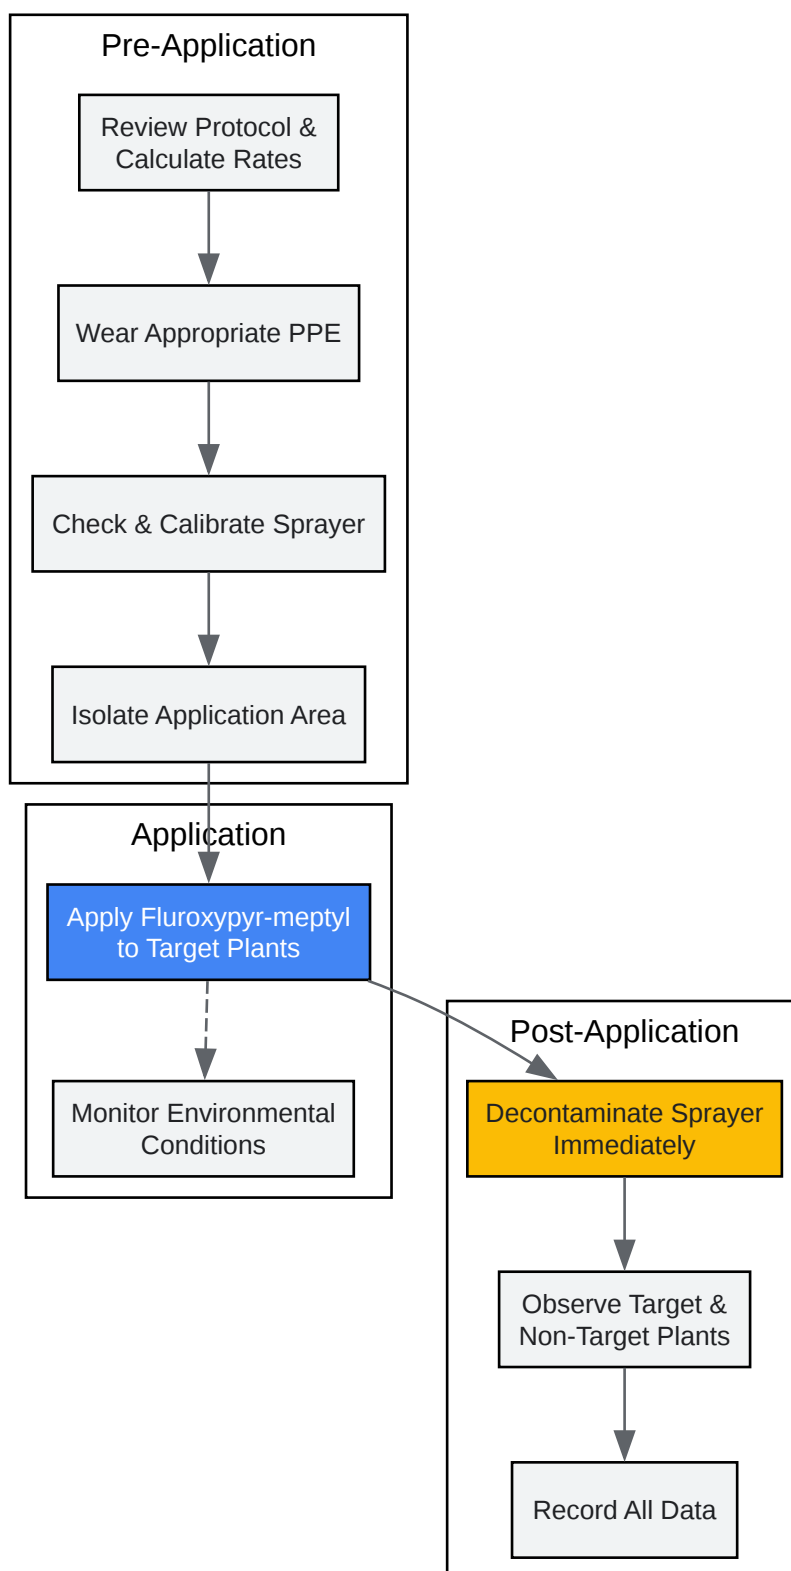 Pre-Application
Review Protocol &
Calculate Rates
Wear Appropriate PPE
Check & Calibrate Sprayer
Isolate Application Area
Application
Apply Fluroxypyr-meptyl
to Target Plants
Monitor Environmental
Conditions
Post-Application
Decontaminate Sprayer
Immediately
Observe Target &
Non-Target Plants
Record All Data